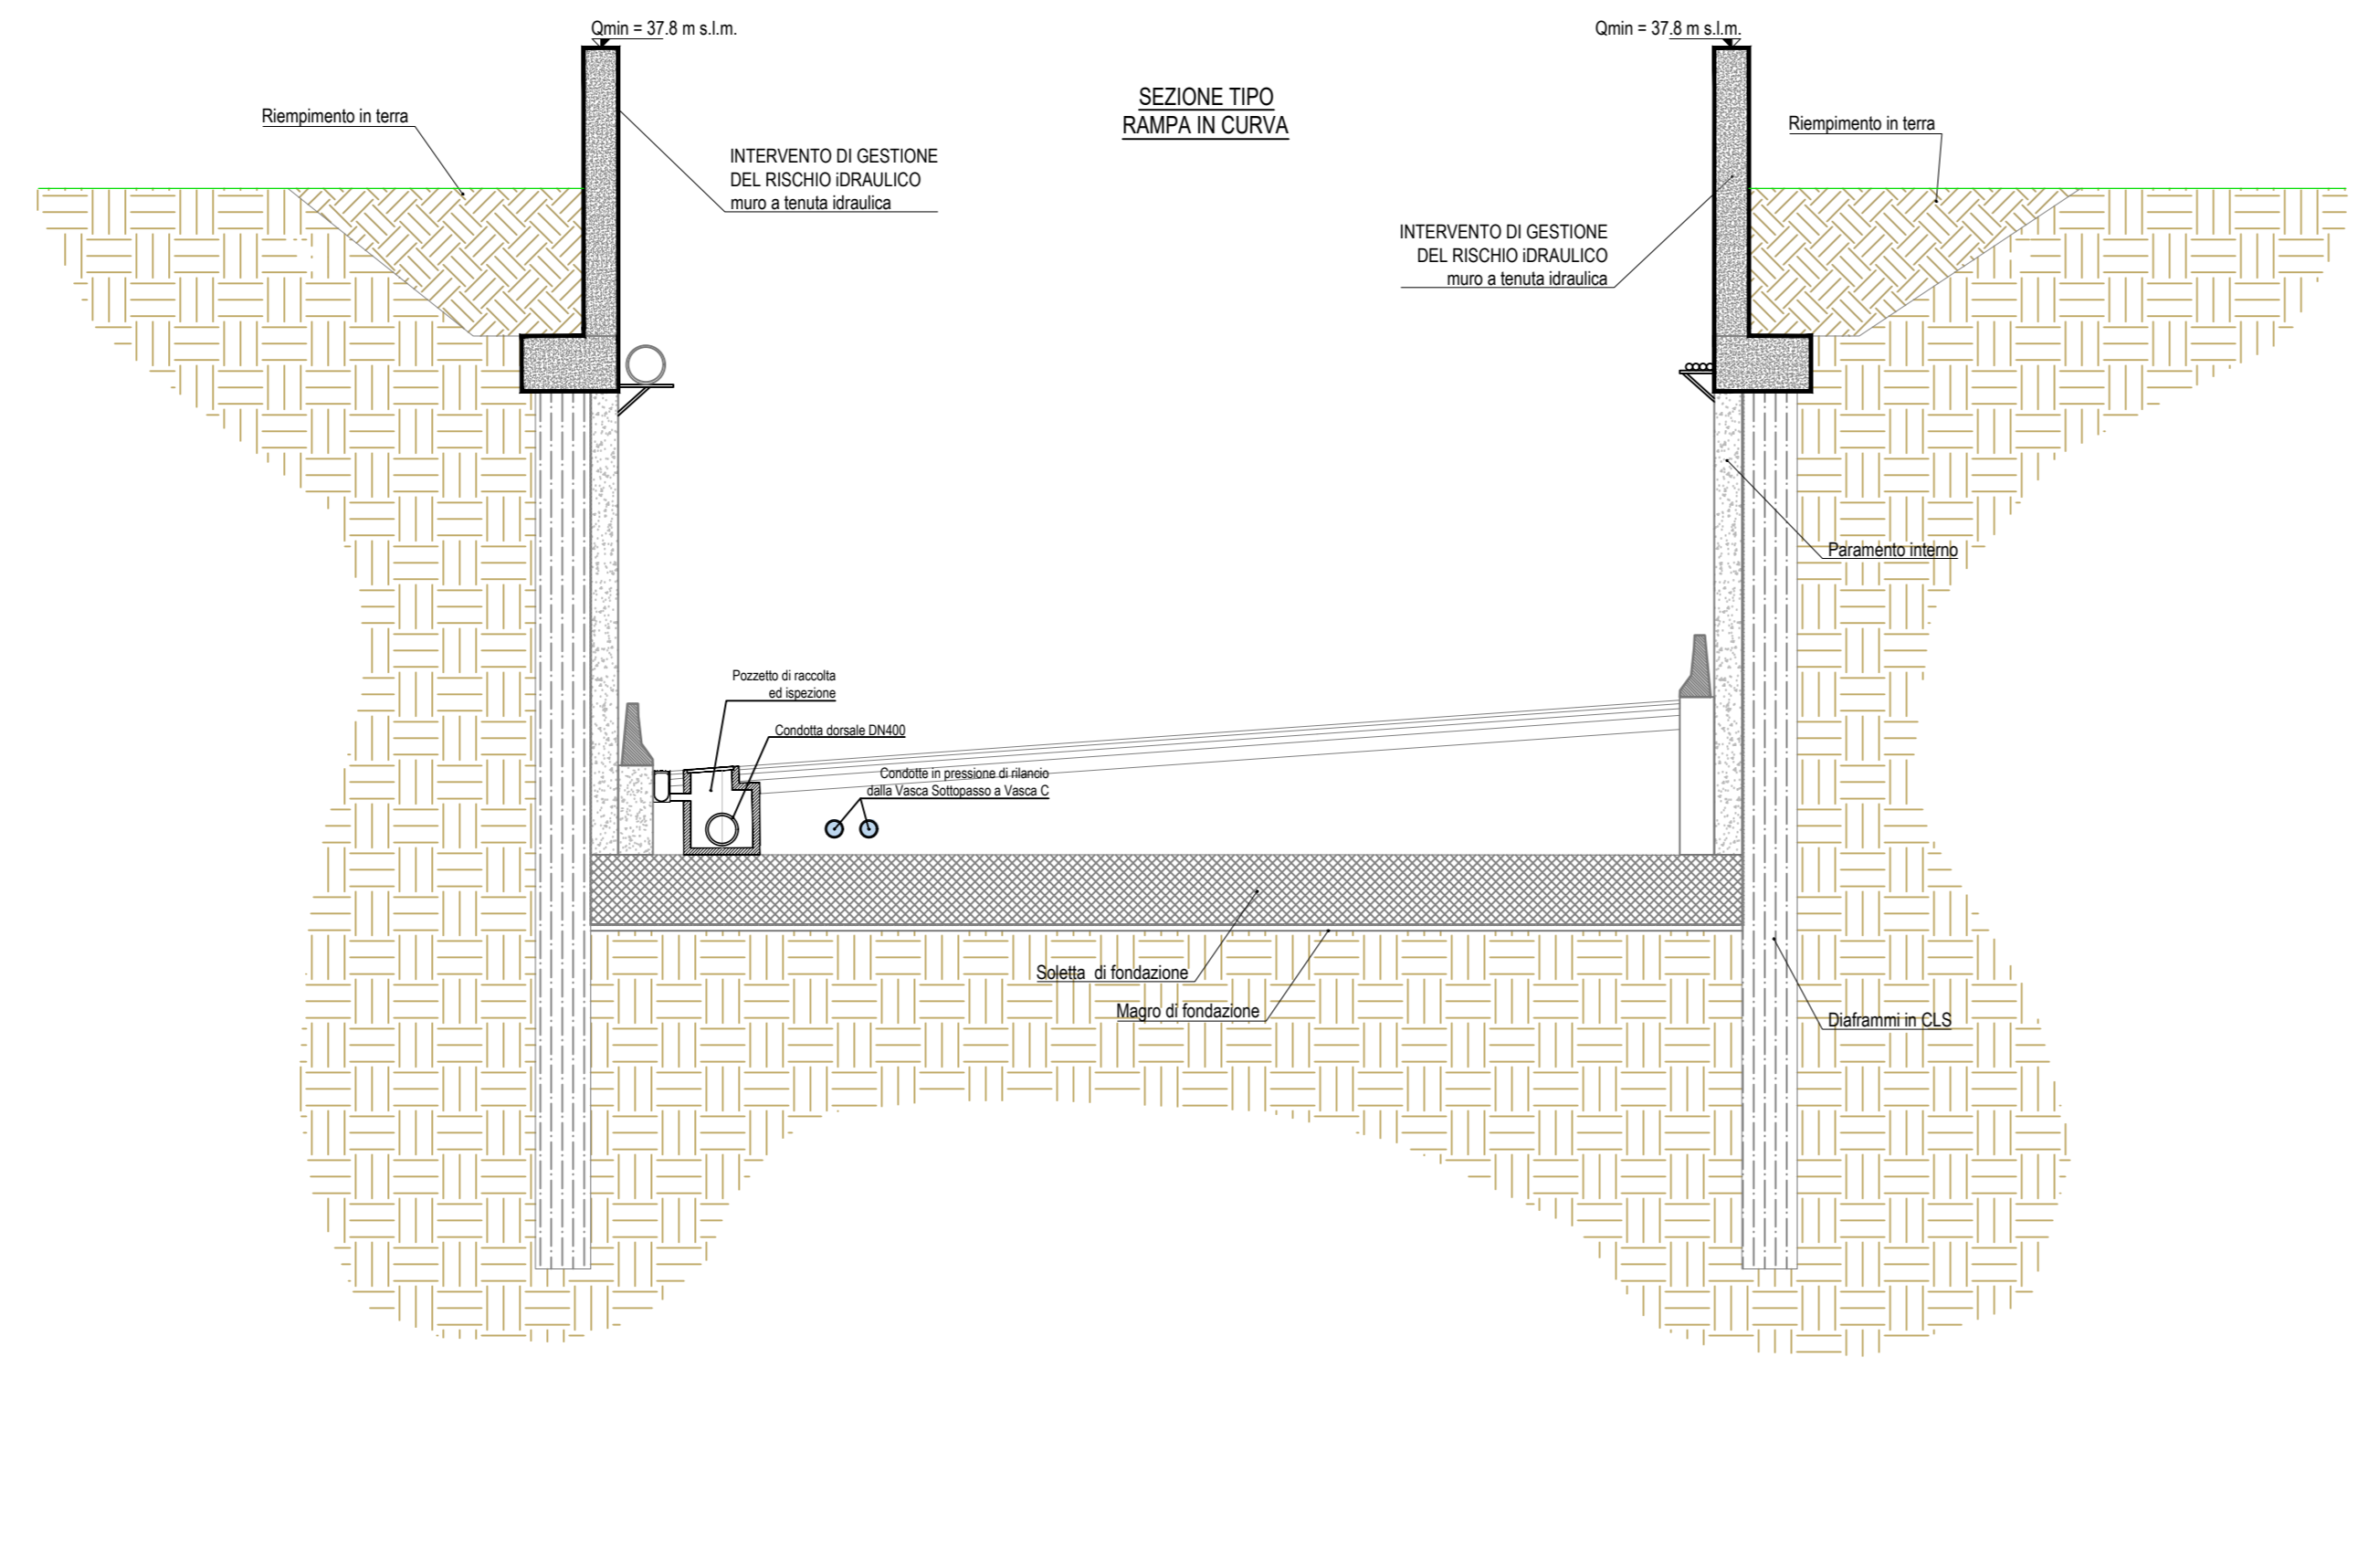 Qmin = 37.8 m s.l.m.
Qmin = 37.8 m s.l.m.
SEZIONE TIPO
RAMPA IN CURVA
Riempimento in terra
Riempimento in terra
INTERVENTO DI GESTIONE
DEL RISCHIO iDRAULICO
muro a tenuta idraulica
INTERVENTO DI GESTIONE
DEL RISCHIO iDRAULICO
muro a tenuta idraulica
Paramento interno
Pozzetto di raccolta
ed ispezione
Condotta dorsale DN400
Condotte in pressione di rilancio
dalla Vasca Sottopasso a Vasca C
Soletta di fondazione
Magro di fondazione
Diaframmi in CLS